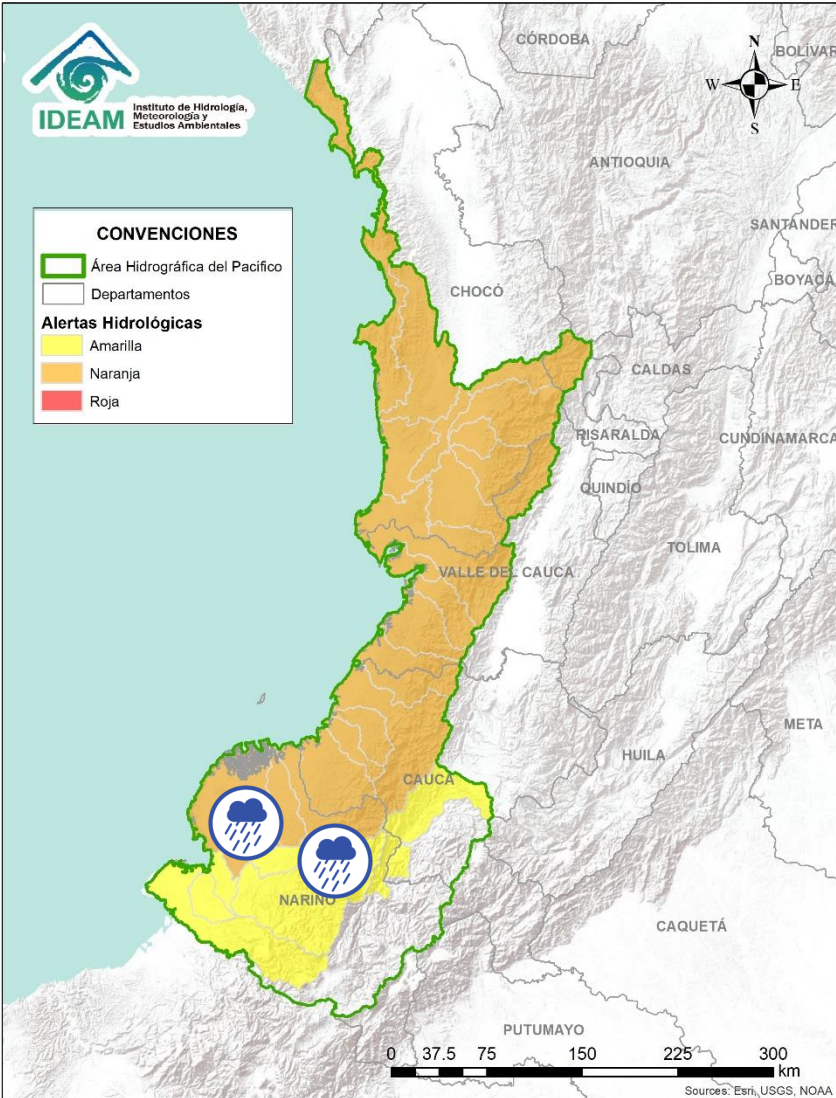 IDEAM
Instituto de Hidrología,
Meteorología y
Estudios Ambientales
CONVENCIONES
Área Hidrográfica del Pacifico
Departamentos
Alertas Hidrológicas
Amarilla
Naranja
Roja
N
W
E
S
CÓRDOBA
BOLÍVAR
ANTIOQUIA
SANTANDER
BOYACÁ
CHOCÓ
CALDAS
RISARALDA
CUNDINAMARCA
QUINDÍO
TOLIMA
VALLE DEL CAUCA
META
HUILA
CAUCA
NARIÑO
CAQUETÁ
PUTUMAYO
0 37.5 75 150 225 300
km
Sources: Esri, USGS, NOAA